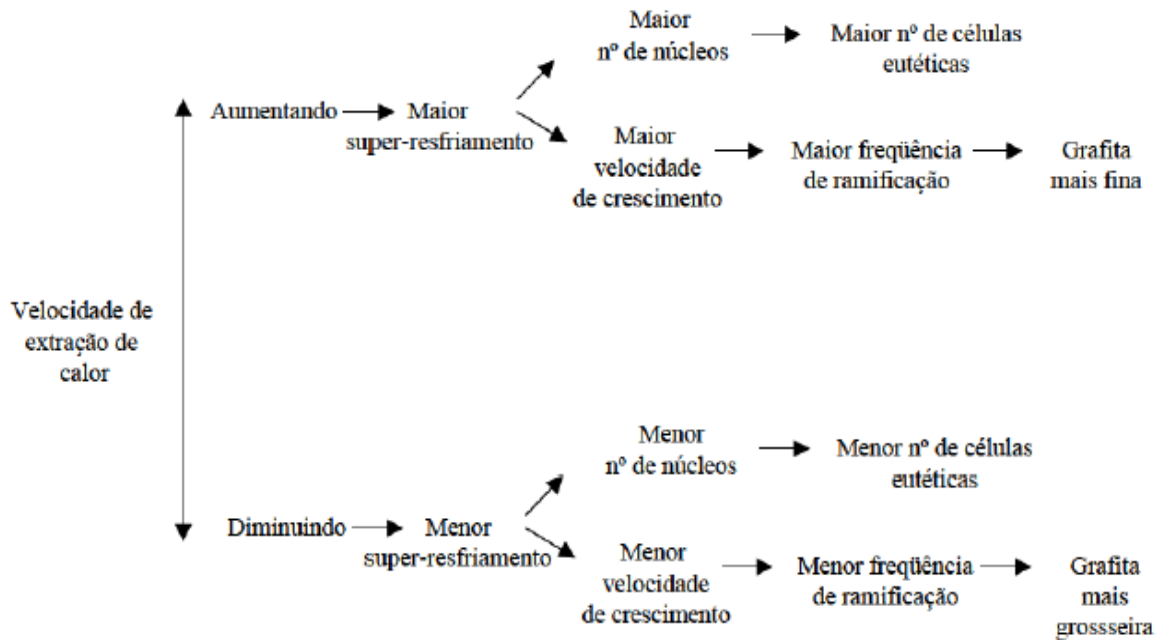 Maior
nº de núcleos
Maior nº de células
eutéticas
Aumentando
Maior
super-resfriamento
Maior
velocidade
de crescimento
Maior freqüência
de ramificação
Grafita
mais fina
Velocidade de
extração de
calor
Menor
nº de núcleos
Menor nº de células
eutéticas
Diminuindo
Menor
super-resfriamento
Menor
velocidade
de crescimento
Menor freqüência
de ramificação
Grafita
mais
grossseira